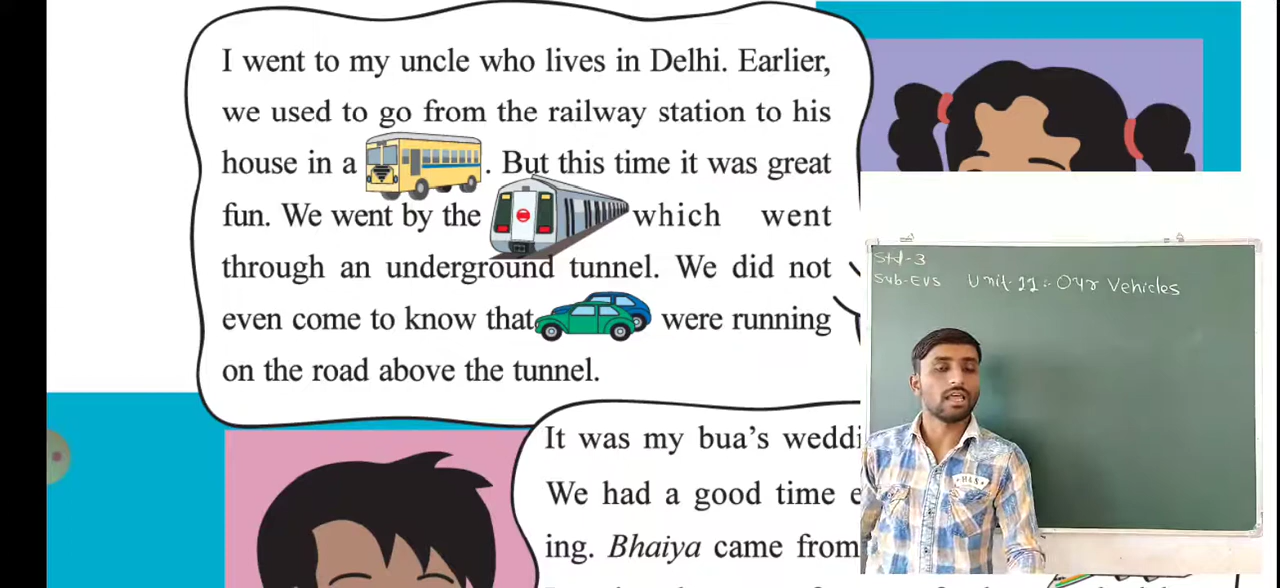 I went to my uncle who lives in Delhi. Earlier,
we used to go from the railway station to his
house in a . But this time it was great
fun. We went by the which went
through an underground tunnel. We did not
even come to know that were running
on the road above the tunnel.
It was my bua's weddi
We had a good time e
ing. Bhaiya came from
Std-3
Sub-EVS Unit-11:- Our Vehicles